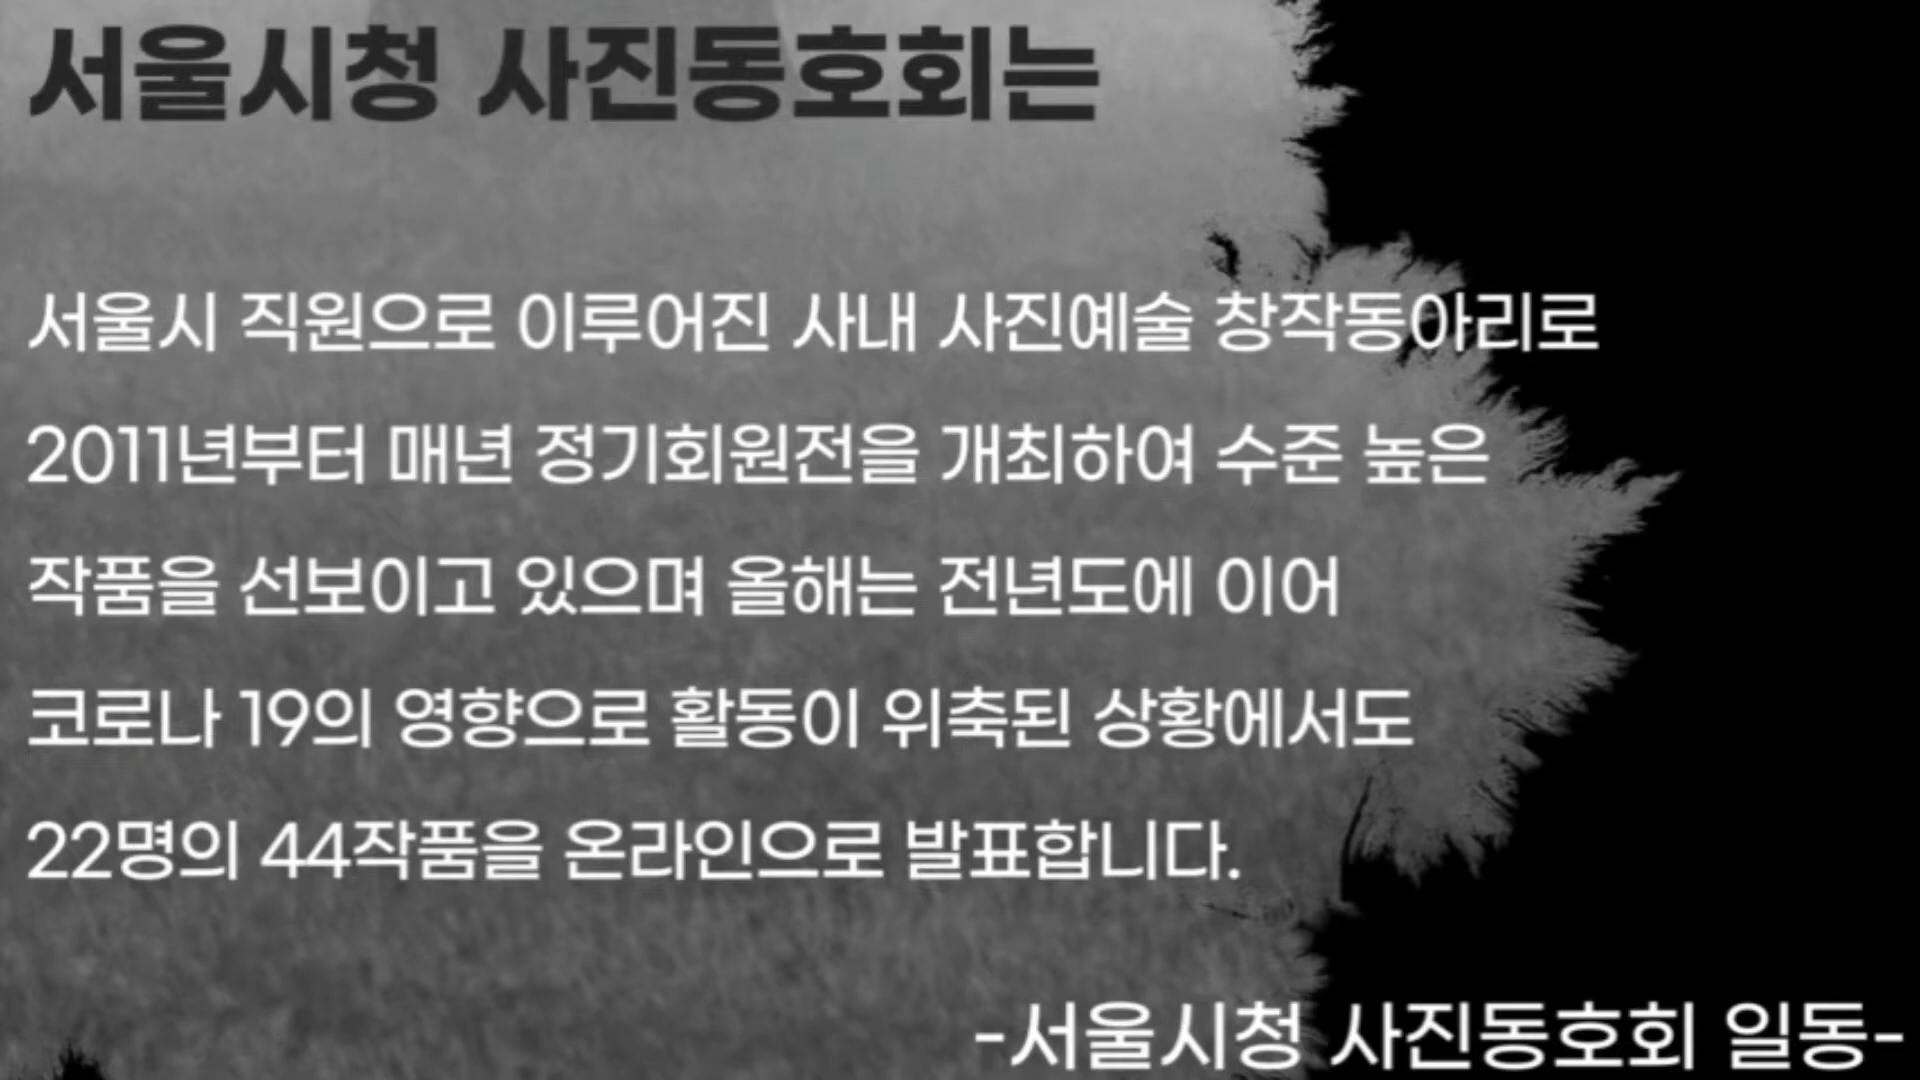 서울시청 사진동호회는
서울시 직원으로 이루어진 사내 사진예술 창작동아리로
2011년부터 매년 정기회원전을 개최하여 수준 높은
작품을 선보이고 있으며 올해는 전년도에 이어
코로나 19의 영향으로 활동이 위축된 상황에서도
22명의 44작품을 온라인으로 발표합니다.
-서울시청 사진동호회 일동-